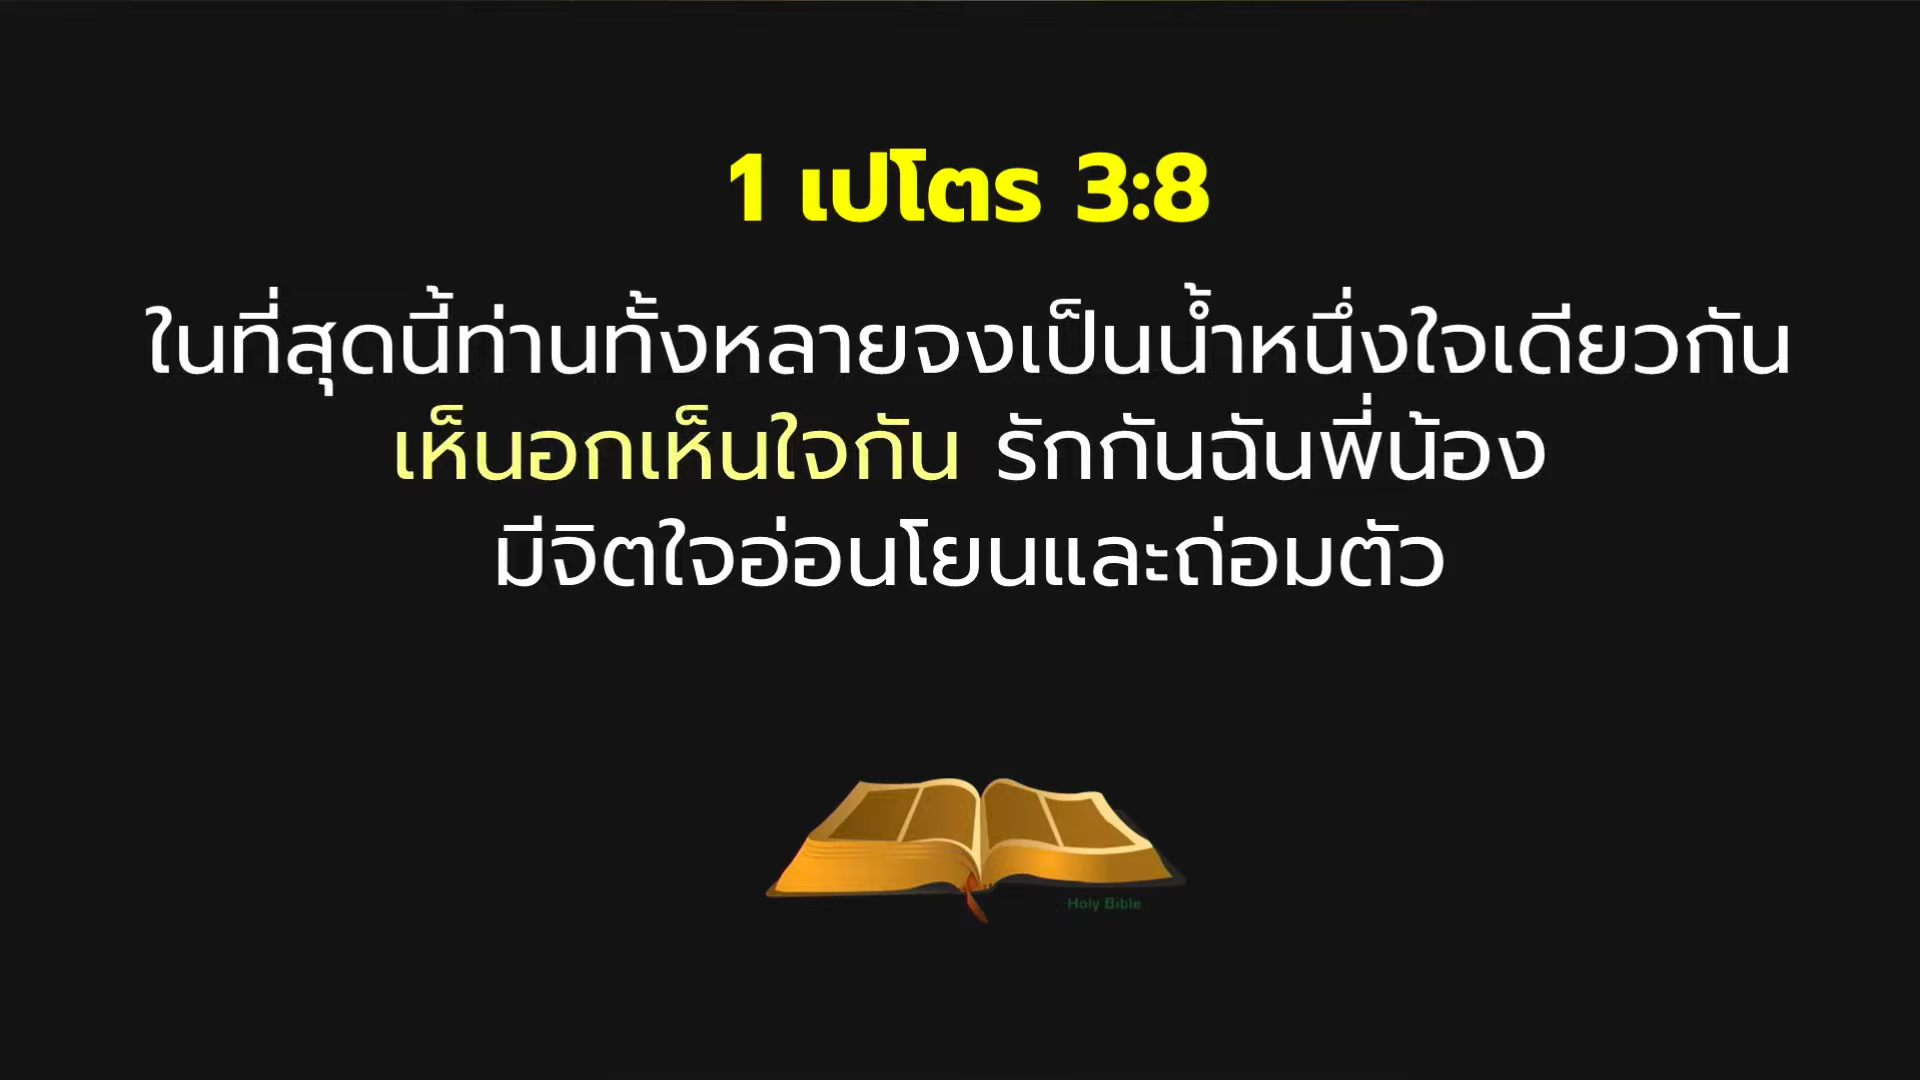 1 เปโตร 3:8
ในที่สุดนี้ท่านทั้งหลายจงเป็นน้ำหนึ่งใจเดียวกัน
เห็นอกเห็นใจกัน รักกันฉันพี่น้อง
มีจิตใจอ่อนโยนและถ่อมตัว
Holy Bible